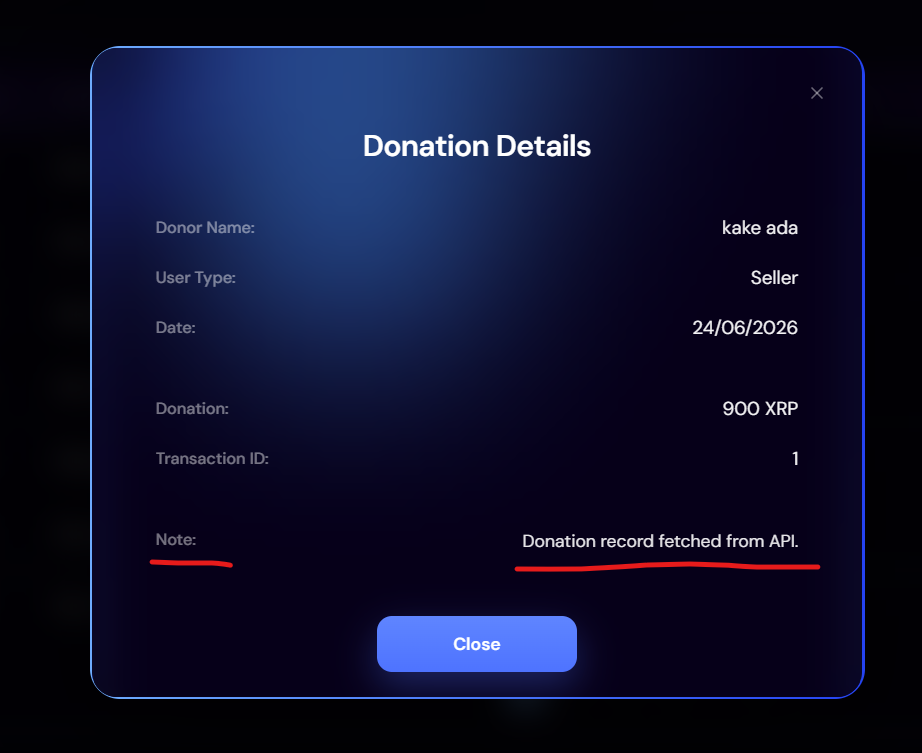 Donation Details
Donor Name: kake ada
User Type: Seller
Date: 24/06/2026
Donation: 900 XRP
Transaction ID: 1
Note: Donation record fetched from API.
Close